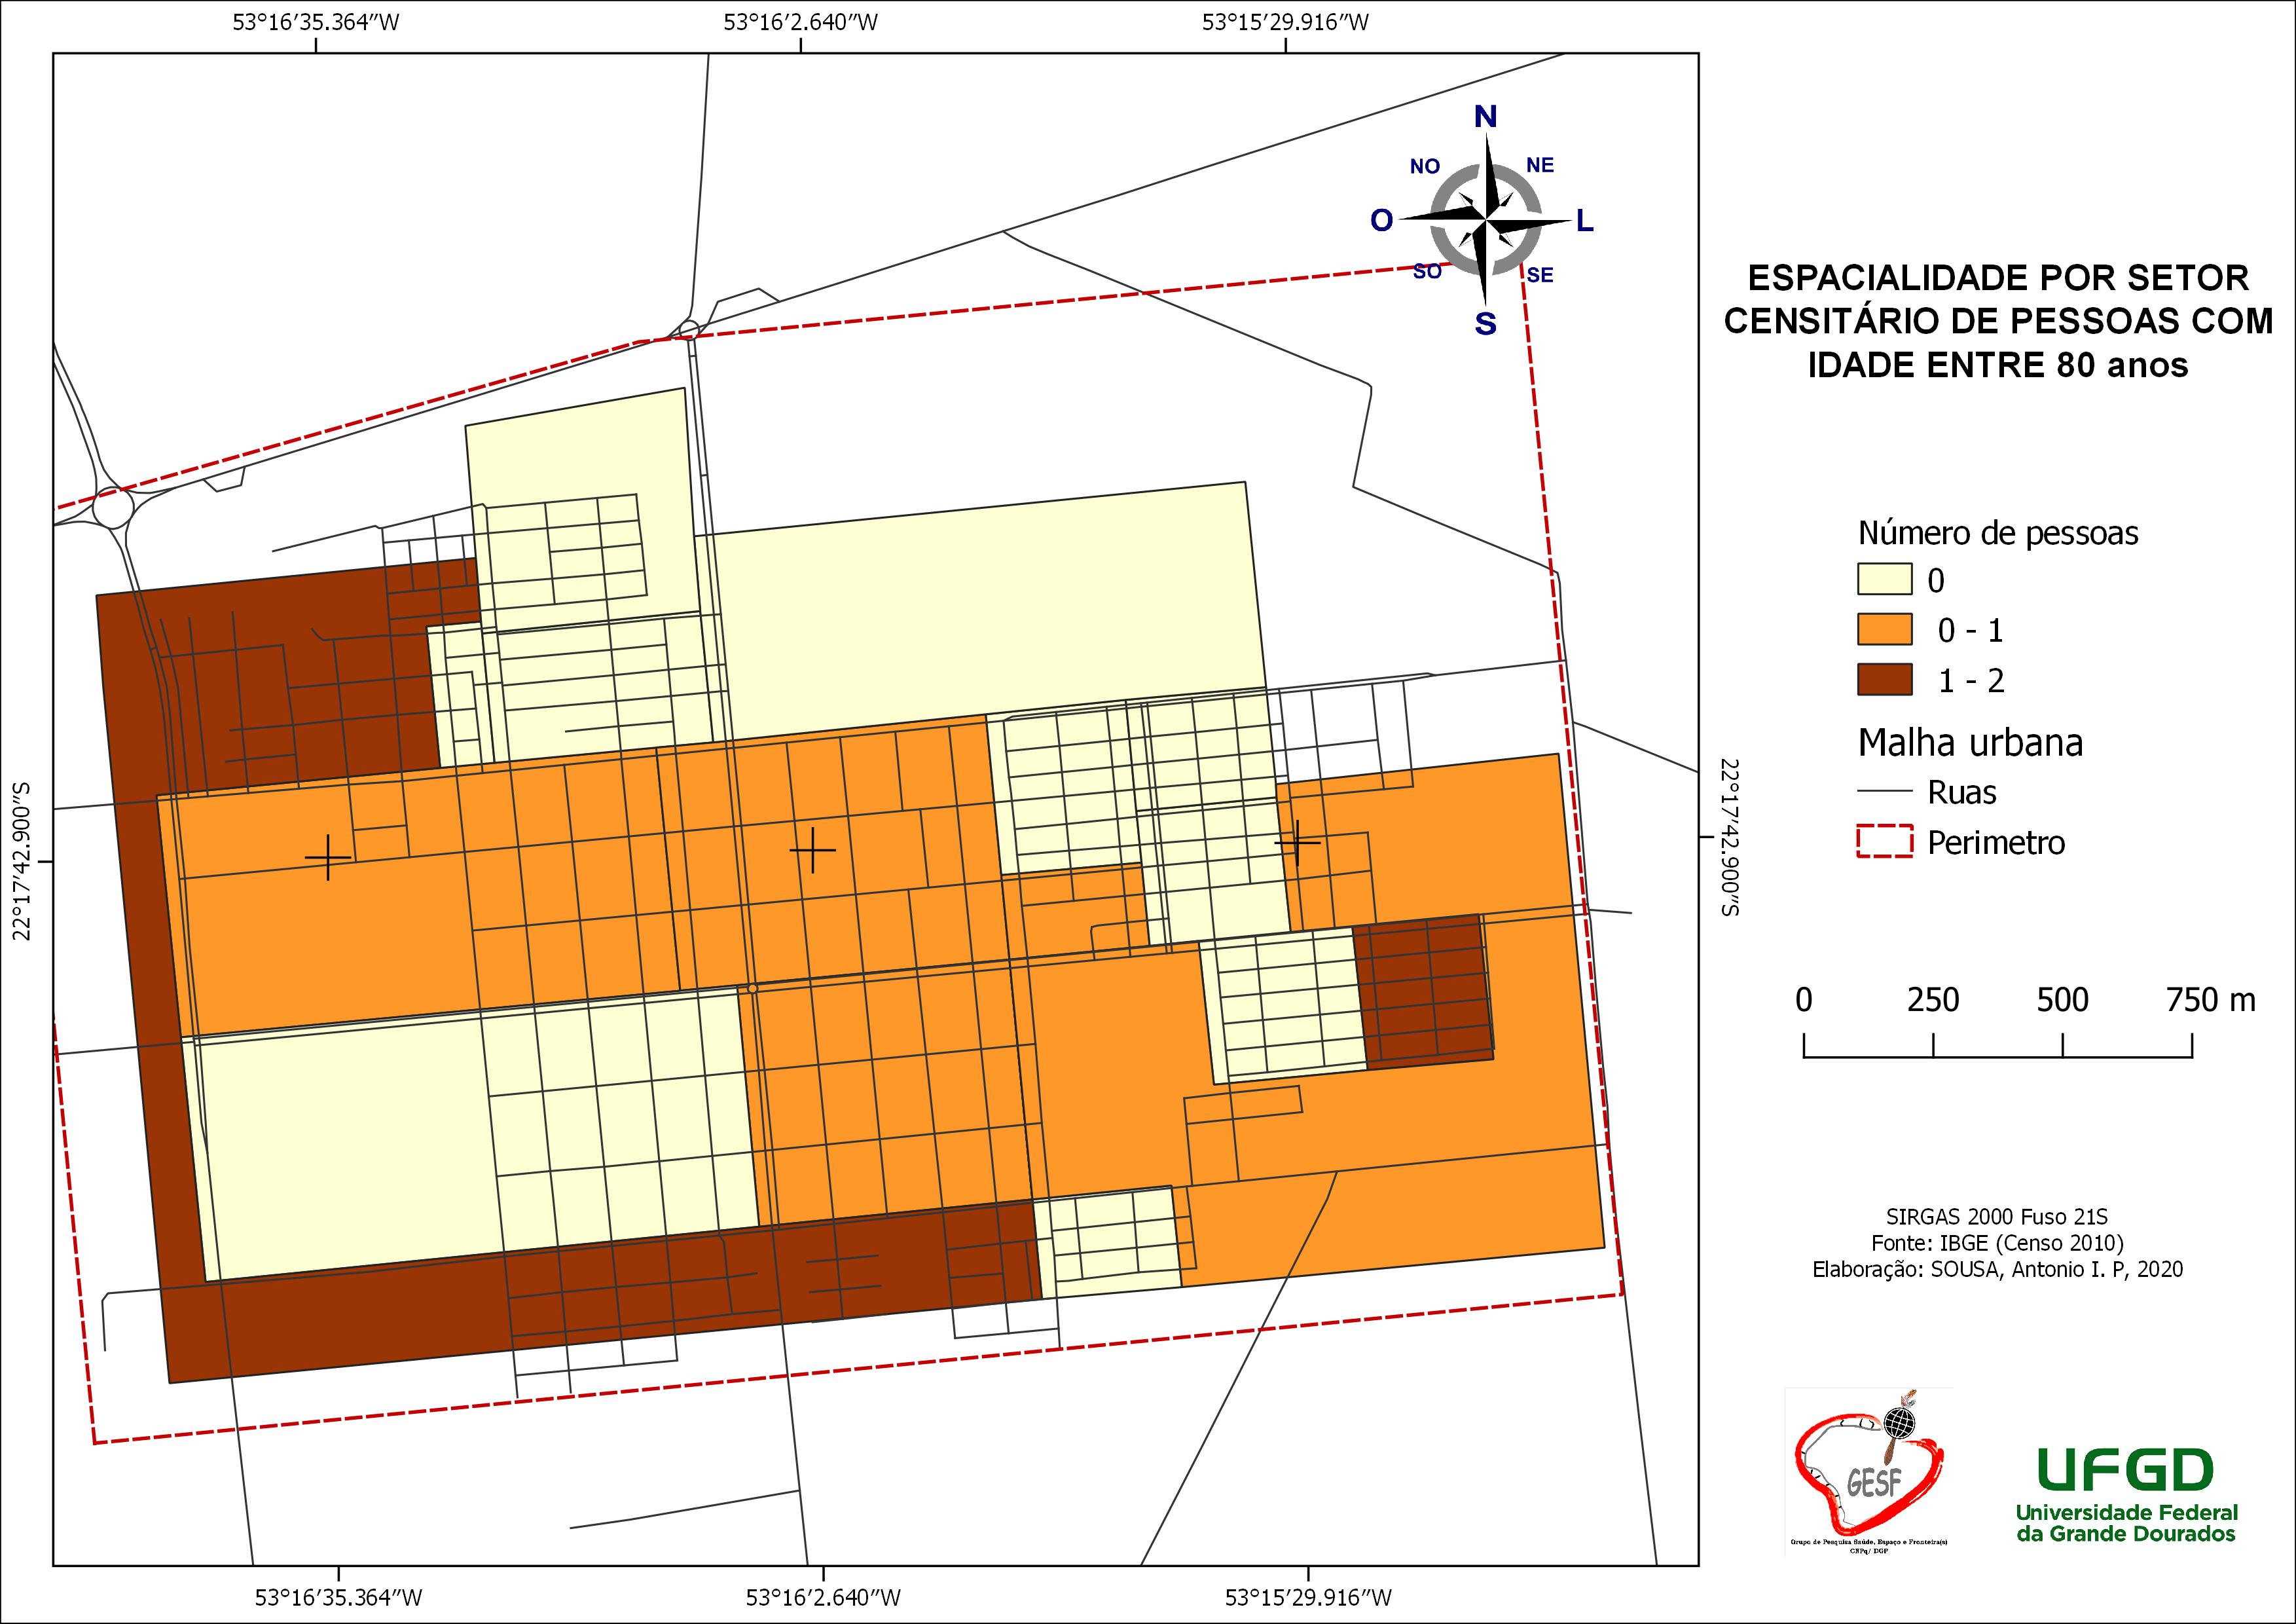 53°16′35.364″W
53°16′2.640″W
53°15′29.916″W
N
NO
NE
O
L
SO
SE
S
ESPACIALIDADE POR SETOR
CENSITÁRIO DE PESSOAS COM
IDADE ENTRE 80 anos
Número de pessoas
0
0 - 1
1 - 2
Malha urbana
Ruas
Perimetro
22°17′42.900″S
22°17′42.900″S
0 250 500 750 m
SIRGAS 2000 Fuso 21S
Fonte: IBGE (Censo 2010)
Elaboração: SOUSA, Antonio I. P, 2020
GESF
Grupo de Pesquisa Saúde, Espaço e Fronteira(s)
CNPq/ DGP
UFGD
Universidade Federal
da Grande Dourados
53°16′35.364″W
53°16′2.640″W
53°15′29.916″W